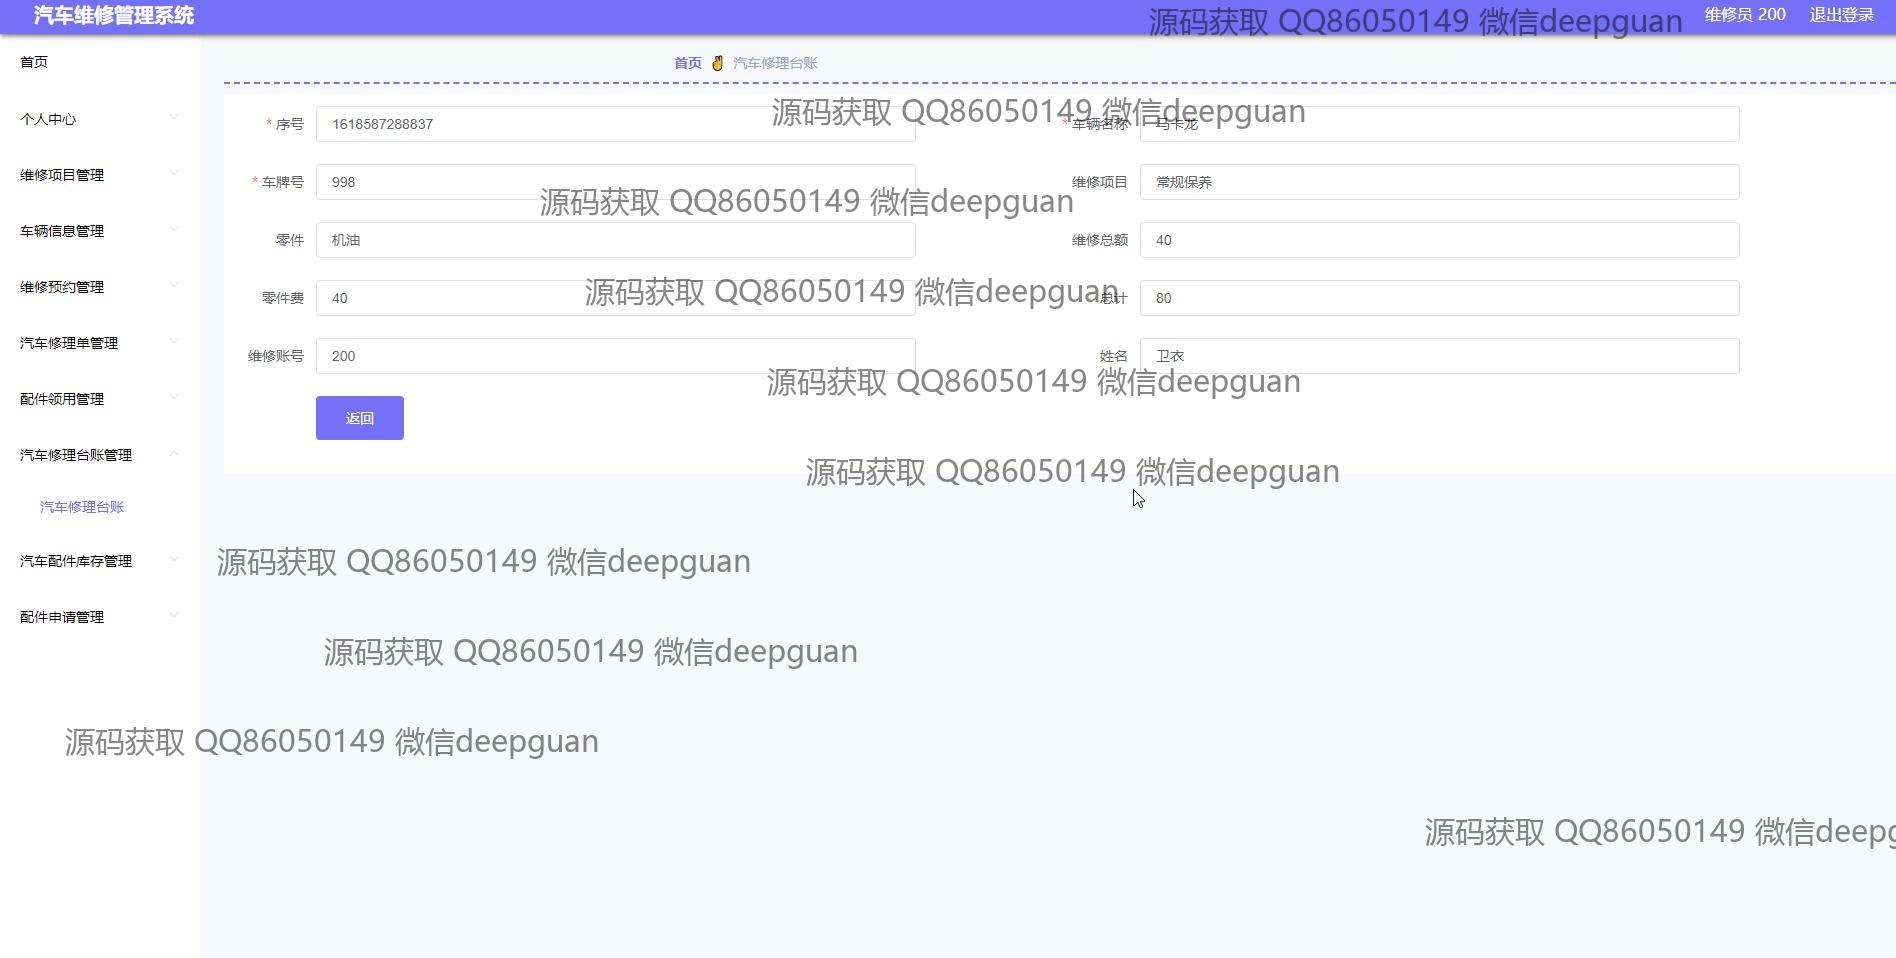 汽车维修管理系统
源码获取 QQ86050149 微信deepguan
维修员 200 退出登录
首页
首页 汽车修理台账
个人中心
源码获取 QQ86050149 微信deepguan
* 序号 1618587288837
* 车辆名称 马卡龙
维修项目管理
* 车牌号 998
维修项目 常规保养
源码获取 QQ86050149 微信deepguan
车辆信息管理
零件 机油
维修总额 40
维修预约管理
零件费 40
源码获取 QQ86050149 微信deepguan
总计 80
汽车修理单管理
维修账号 200
姓名 卫衣
源码获取 QQ86050149 微信deepguan
配件领用管理
返回
汽车修理台账管理
源码获取 QQ86050149 微信deepguan
汽车修理台账
汽车配件库存管理
源码获取 QQ86050149 微信deepguan
配件申请管理
源码获取 QQ86050149 微信deepguan
源码获取 QQ86050149 微信deepguan
源码获取 QQ86050149 微信deep